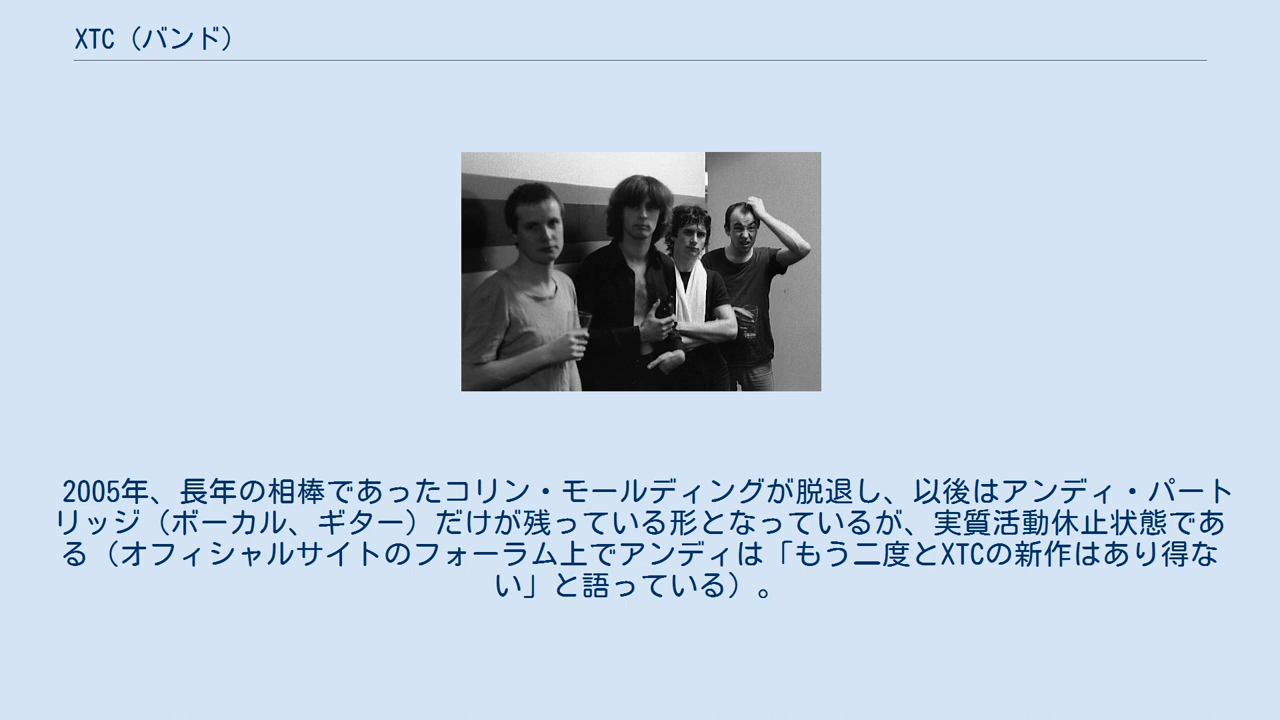 XTC（バンド）
2005年、長年の相棒であったコリン・モールディングが脱退し、以後はアンディ・パート
リッジ（ボーカル、ギター）だけが残っている形となっているが、実質活動休止状態であ
る（オフィシャルサイトのフォーラム上でアンディは「もう二度とXTCの新作はあり得な
い」と語っている）。